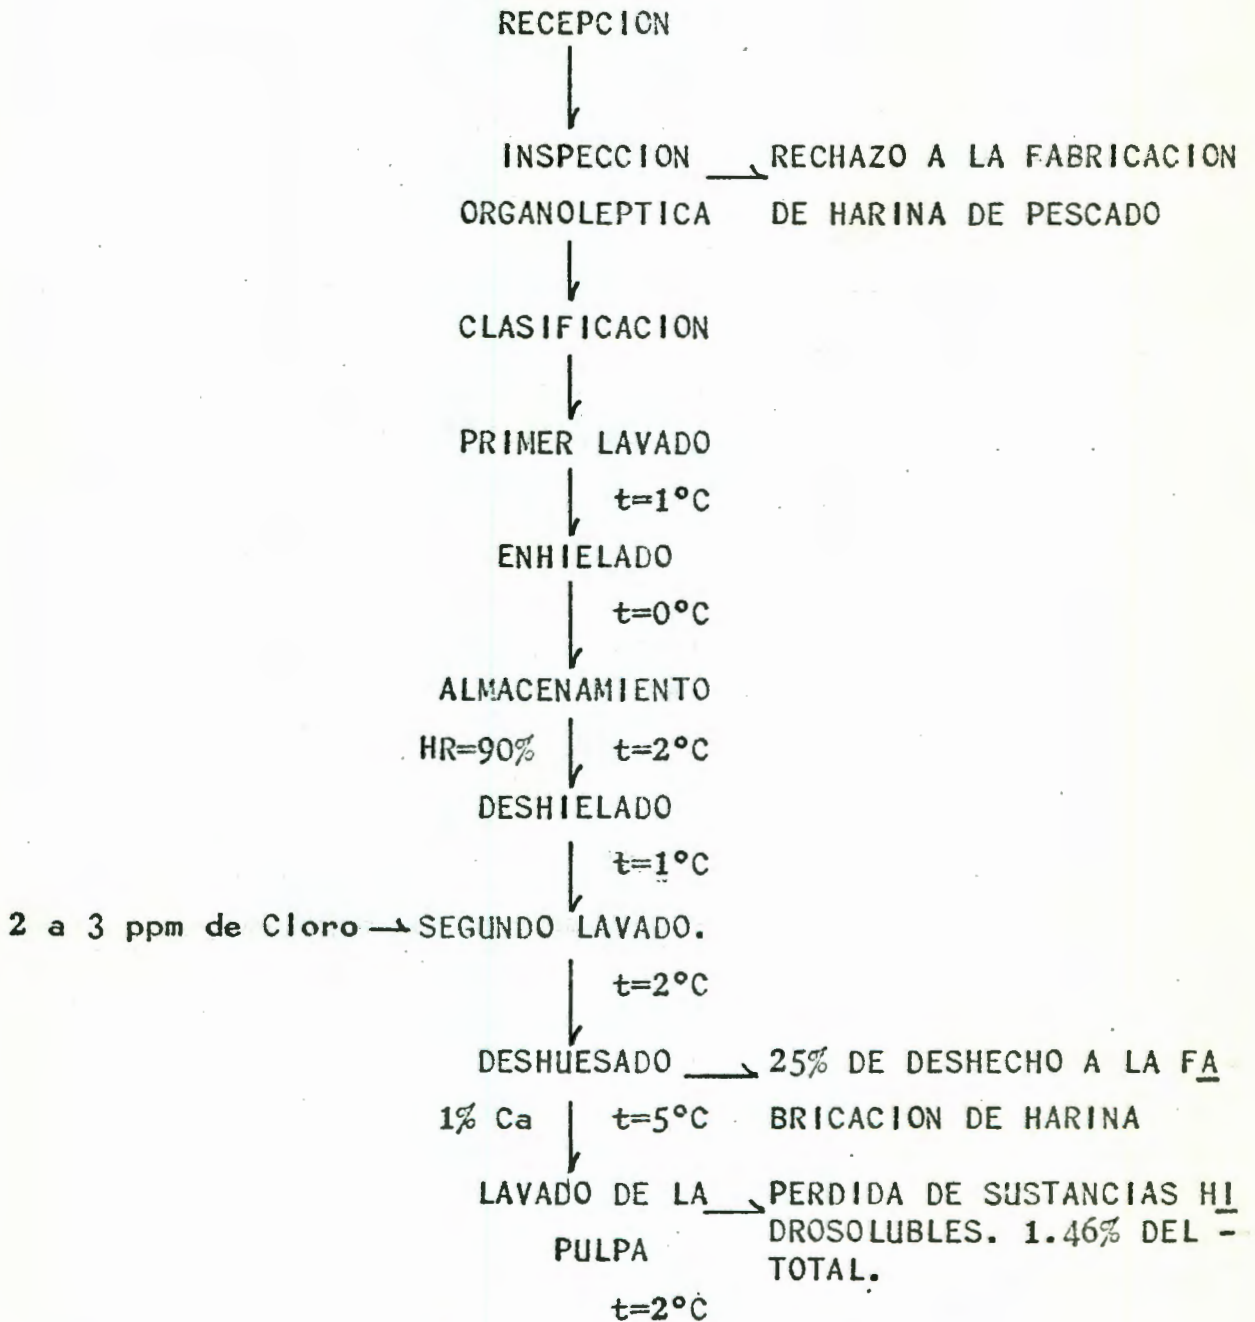 RECEPCION
INSPECCION
ORGANOLEPTICA
RECHAZO A LA FABRICACION
DE HARINA DE PESCADO
CLASIFICACION
PRIMER LAVADO
t=1°C
ENHIELADO
t=0°C
ALMACENAMIENTO
HR=90% t=2°C
DESHIELADO
t=1°C
2 a 3 ppm de Cloro SEGUNDO LAVADO.
t=2°C
DESHUESADO
25% DE DESHECHO A LA FA
BRICACION DE HARINA
1% Ca t=5°C
LAVADO DE LA
PULPA
PERDIDA DE SUSTANCIAS HI
DROSOLUBLES. 1.46% DEL -
TOTAL.
t=2°C